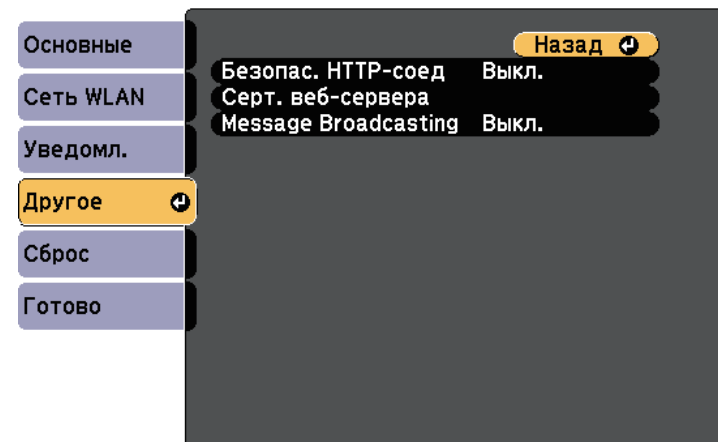 Основные
Сеть WLAN
Уведомл.
Другое
Сброс
Готово
Назад
Безопас. HTTP-соед Выкл.
Серт. веб-сервера
Message Broadcasting Выкл.